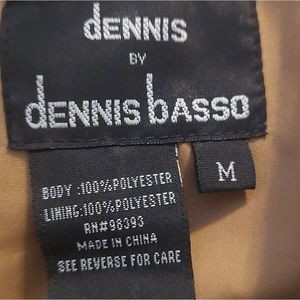 dENNIS
BY
dENNIS bASSO
M
BODY :100%POLYESTER
LINING:100%POLYESTER
RN#98393
MADE IN CHINA
SEE REVERSE FOR CARE